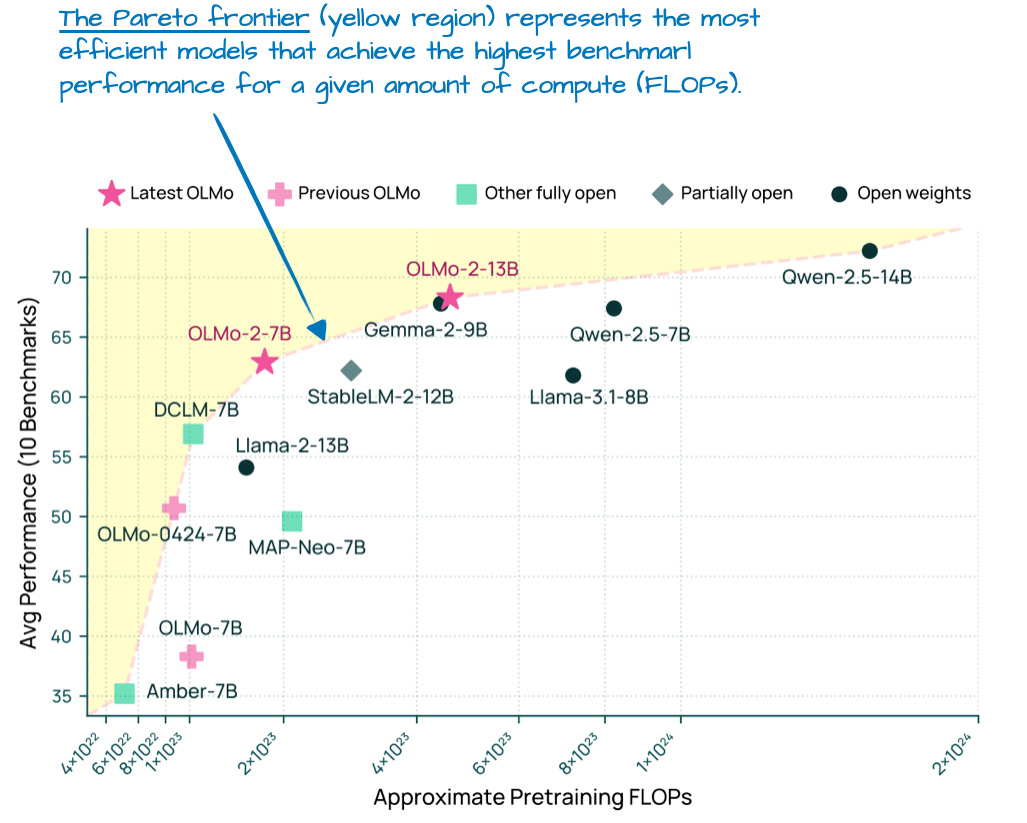 The Pareto frontier (yellow region) represents the most
efficient models that achieve the highest benchmarl
performance for a given amount of compute (FLOPs).
Latest OLMo Previous OLMo Other fully open Partially open Open weights
Avg Performance (10 Benchmarks)
70
65
60
55
50
45
40
35
OLMo-2-13B
Qwen-2.5-14B
Gemma-2-9B
OLMo-2-7B
Qwen-2.5-7B
StableLM-2-12B
Llama-3.1-8B
DCLM-7B
Llama-2-13B
OLMo-0424-7B
MAP-Neo-7B
OLMo-7B
Amber-7B
4×10²²
6×10²²
8×10²²
1×10²³
2×10²³
4×10²³
6×10²³
8×10²³
1×10²⁴
2×10²⁴
Approximate Pretraining FLOPs